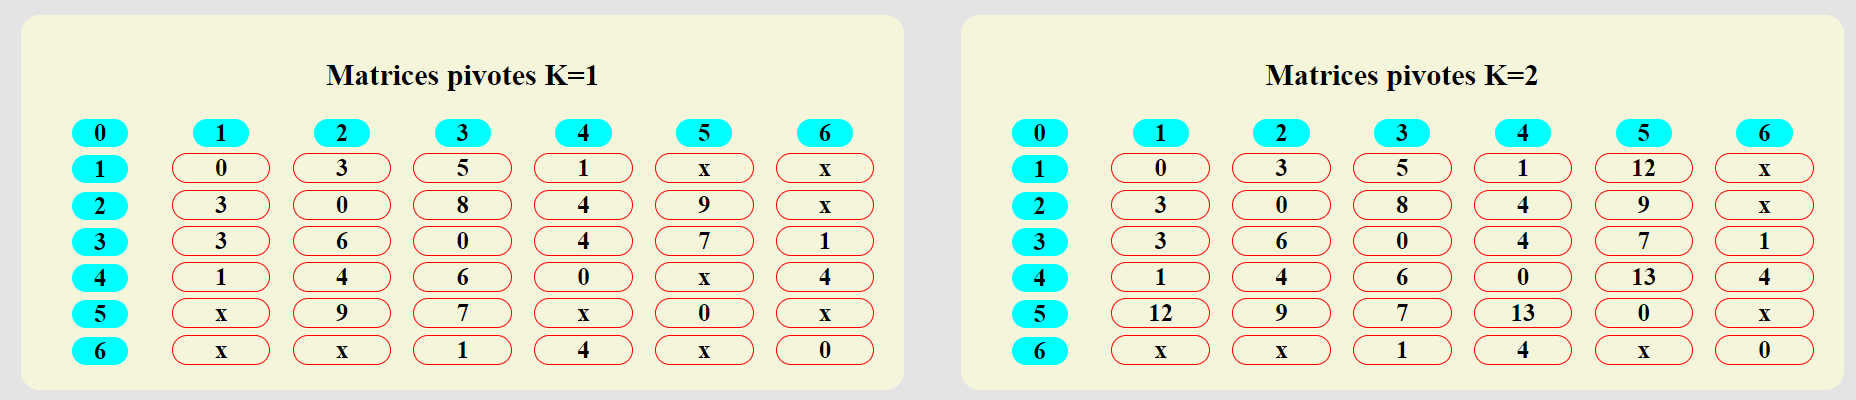 Matrices pivotes K=1
0 1 2 3 4 5 6
1 0 3 5 1 x x
2 3 0 8 4 9 x
3 3 6 0 4 7 1
4 1 4 6 0 x 4
5 x 9 7 x 0 x
6 x x 1 4 x 0
Matrices pivotes K=2
0 1 2 3 4 5 6
1 0 3 5 1 12 x
2 3 0 8 4 9 x
3 3 6 0 4 7 1
4 1 4 6 0 13 4
5 12 9 7 13 0 x
6 x x 1 4 x 0